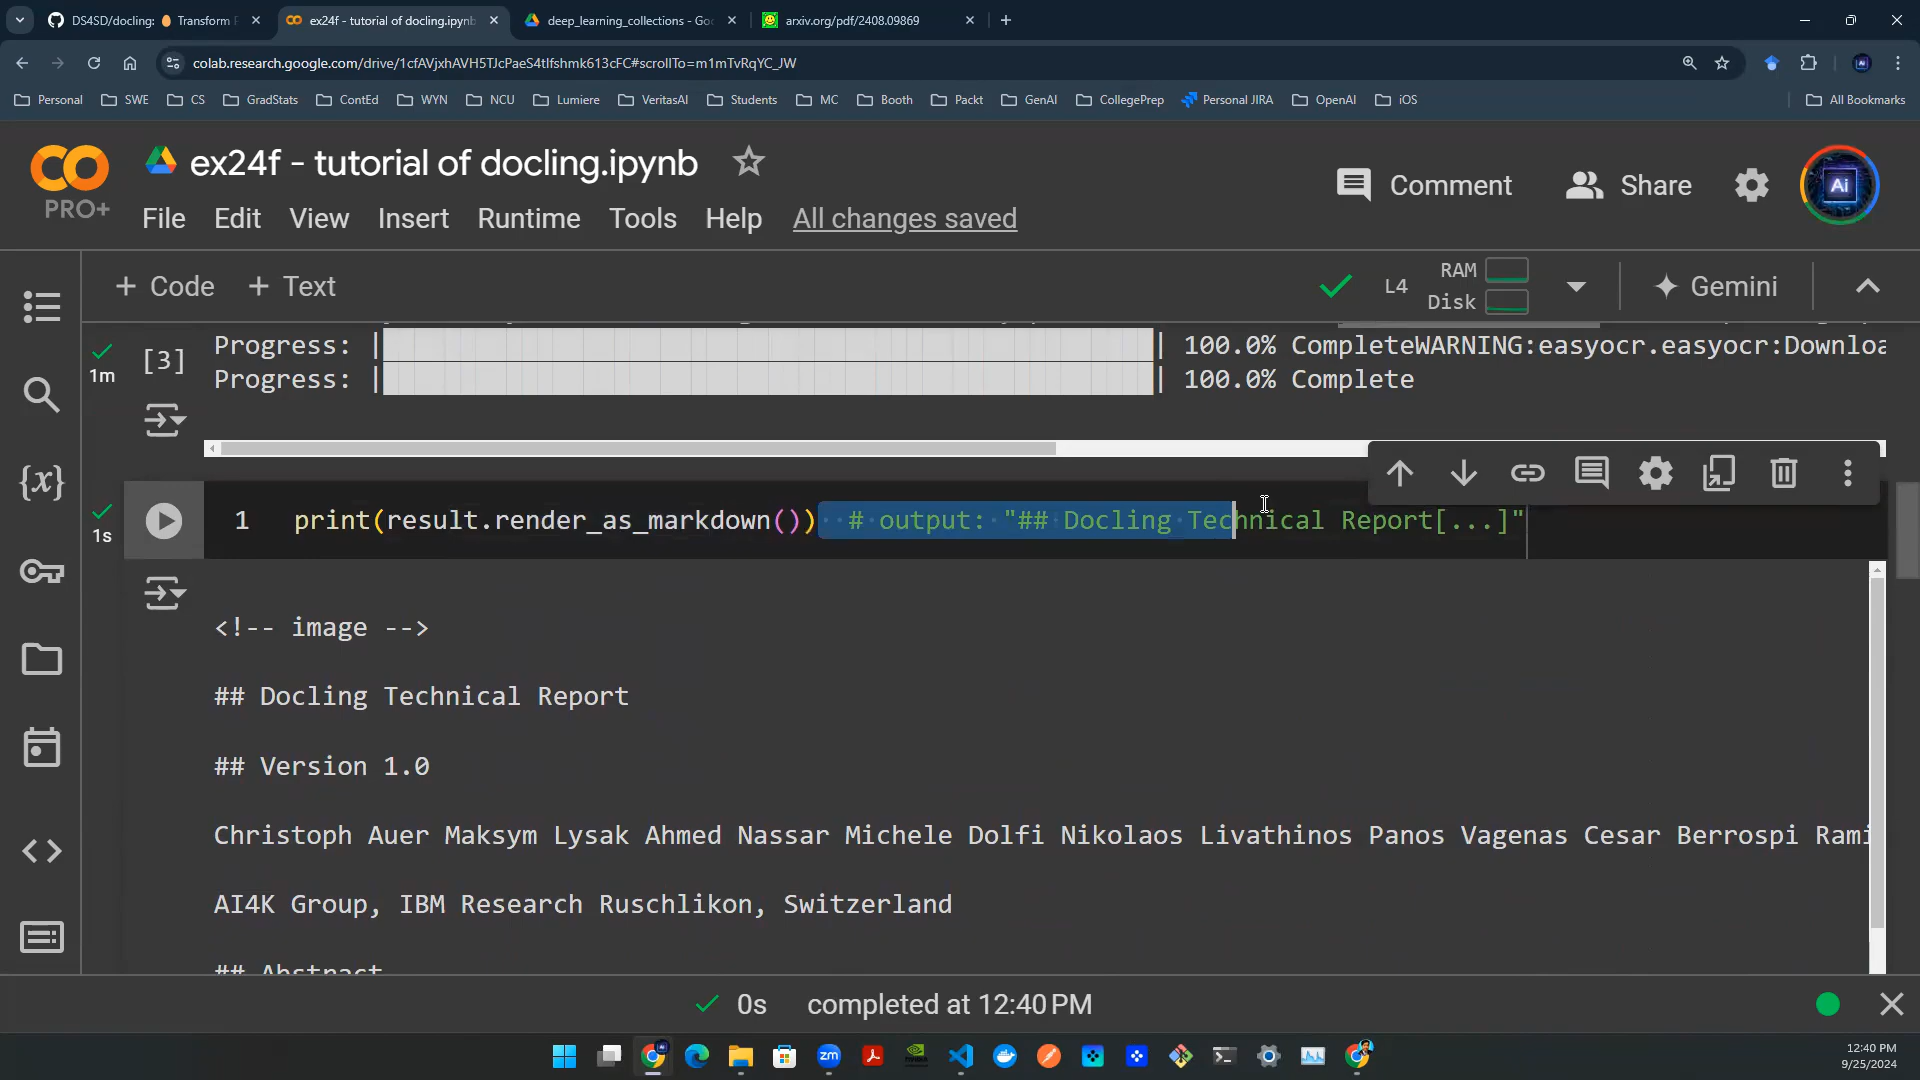 DS4SD/docling: Transform
ex24f - tutorial of docling.ipynb
deep_learning_collections - Goo
arxiv.org/pdf/2408.09869
colab.research.google.com/drive/1cfAVjxhAVH5TJcPaeS4tlfshmk613cFC#scrollTo=m1mTvRqYC_JW
Personal SWE CS GradStats ContEd WYN NCU Lumiere VeritasAI Students MC Booth Packt GenAI CollegePrep Personal JIRA OpenAI iOS All Bookmarks
CO
PRO+
ex24f - tutorial of docling.ipynb
Comment Share Ai
File Edit View Insert Runtime Tools Help All changes saved
+ Code + Text
L4 RAM
Disk
Gemini
[3]
1m
Progress: | | 100.0% CompleteWARNING:easyocr.easyocr:Downloa
Progress: | | 100.0% Complete
1s
1 print(result.render_as_markdown()) # output: "## Docling Technical Report[...]"
<!-- image -->
## Docling Technical Report
## Version 1.0
Christoph Auer Maksym Lysak Ahmed Nassar Michele Dolfi Nikolaos Livathinos Panos Vagenas Cesar Berrospi Rami
AI4K Group, IBM Research Ruschlikon, Switzerland
## Abstract
0s completed at 12:40 PM
12:40 PM
9/25/2024